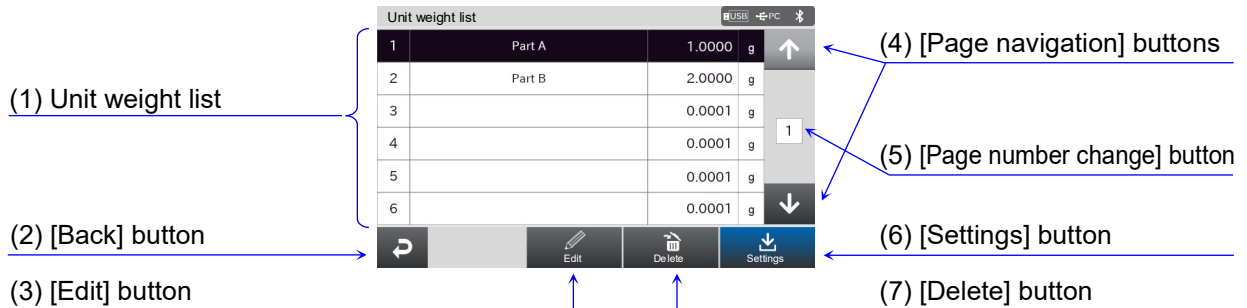 Unit weight list
USB PC
1 Part A 1.0000 g
2 Part B 2.0000 g
3 0.0001 g
4 0.0001 g
5 0.0001 g
6 0.0001 g
1
Edit
Delete
Settings
(1) Unit weight list
(2) [Back] button
(3) [Edit] button
(4) [Page navigation] buttons
(5) [Page number change] button
(6) [Settings] button
(7) [Delete] button